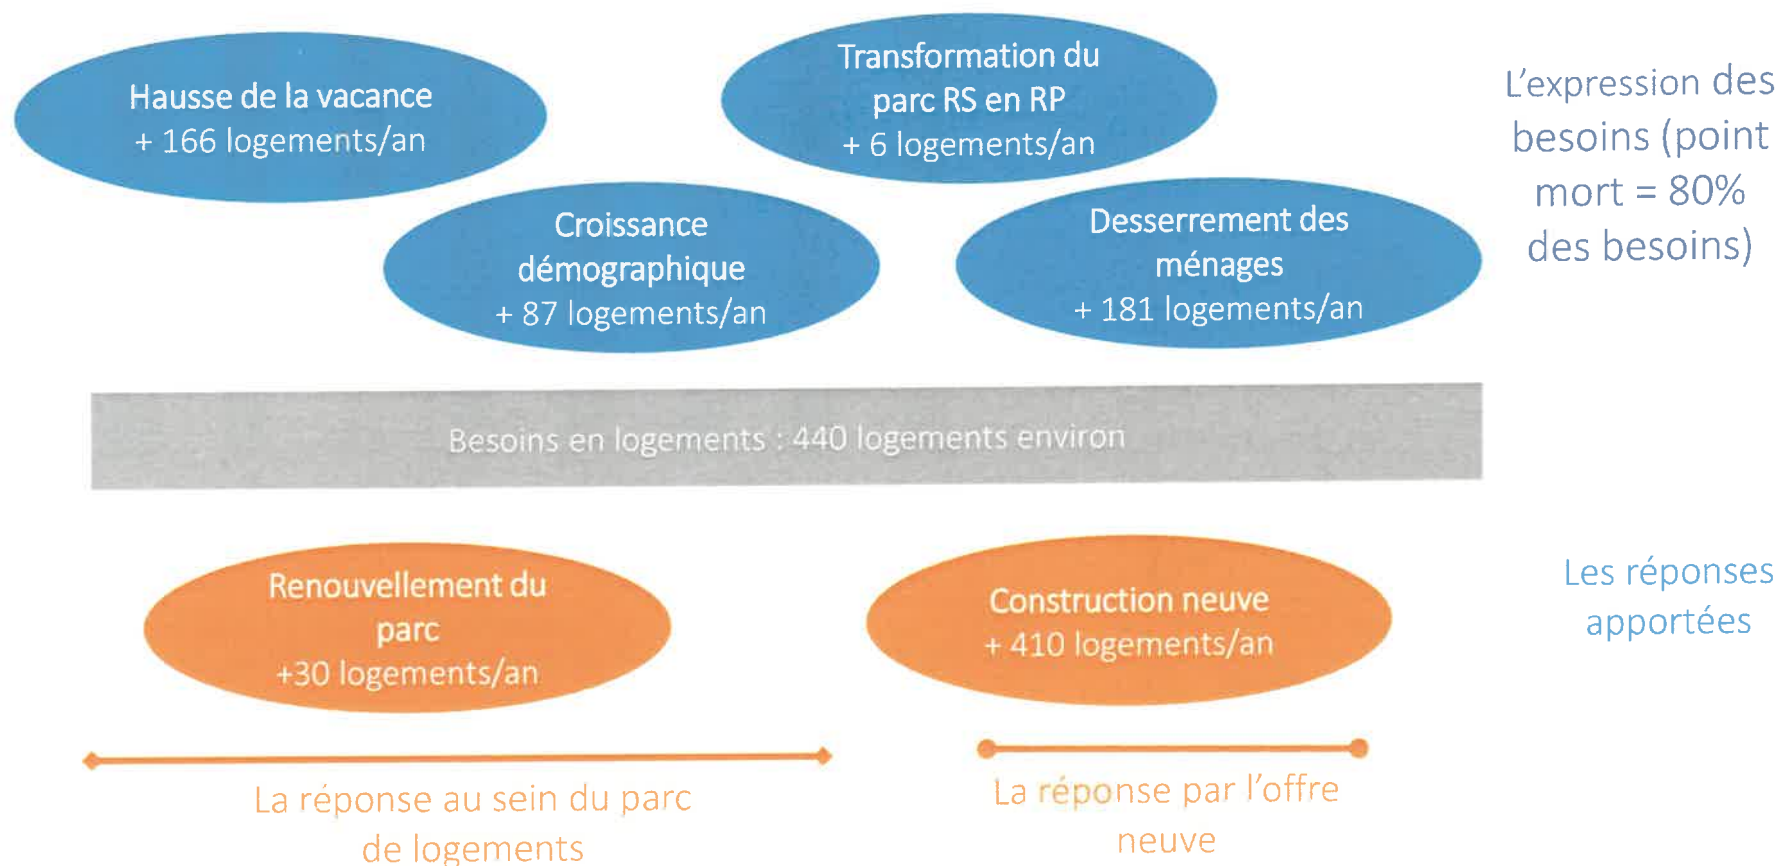 Hausse de la vacance
+ 166 logements/an
Transformation du
parc RS en RP
+ 6 logements/an
Croissance
démographique
+ 87 logements/an
Desserrement des
ménages
+ 181 logements/an
L'expression des
besoins (point
mort = 80%
des besoins)
Besoins en logements : 440 logements environ
Renouvellement du
parc
+30 logements/an
Construction neuve
+ 410 logements/an
Les réponses
apportées
La réponse au sein du parc
de logements
La réponse par l'offre
neuve